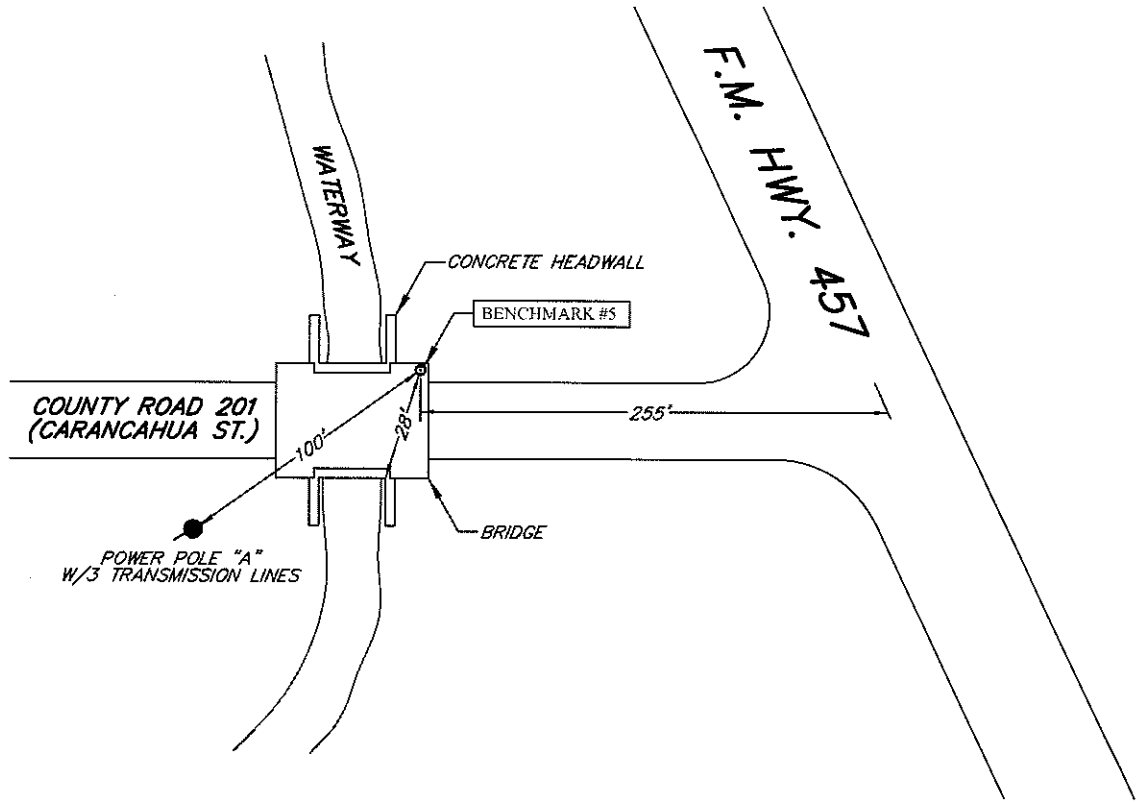 F.M. HWY. 457
WATERWAY
CONCRETE HEADWALL
BENCHMARK #5
COUNTY ROAD 201
(CARANCAHUA ST.)
255'
28'
100'
BRIDGE
POWER POLE "A"
W/3 TRANSMISSION LINES